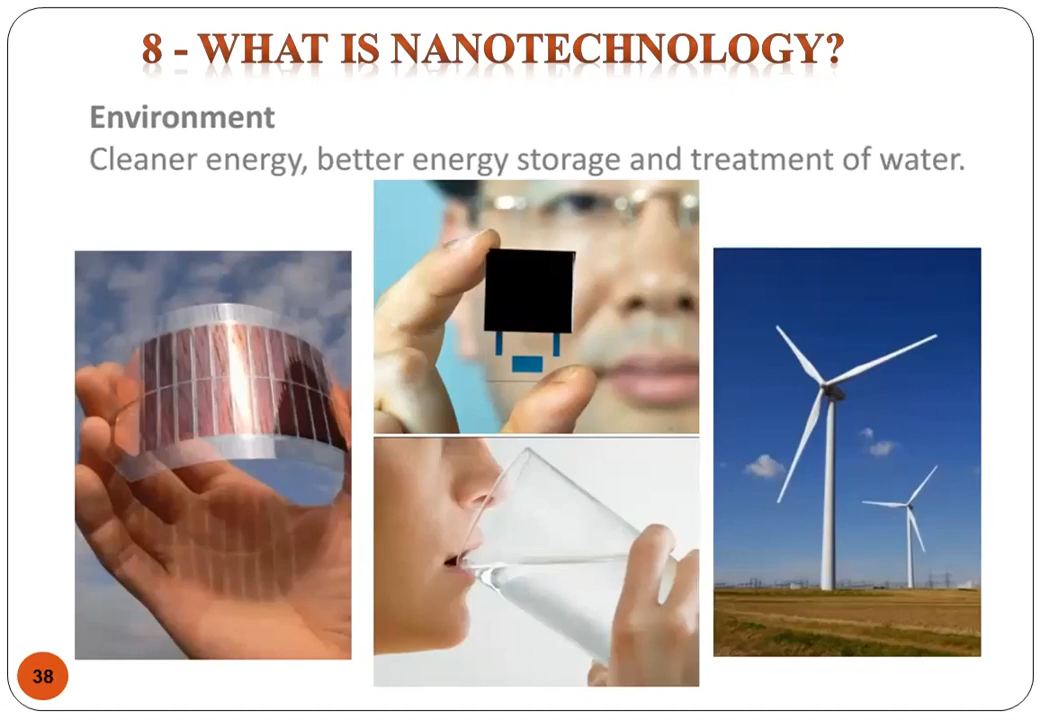 8 - WHAT IS NANOTECHNOLOGY?
Environment
Cleaner energy, better energy storage and treatment of water.
38